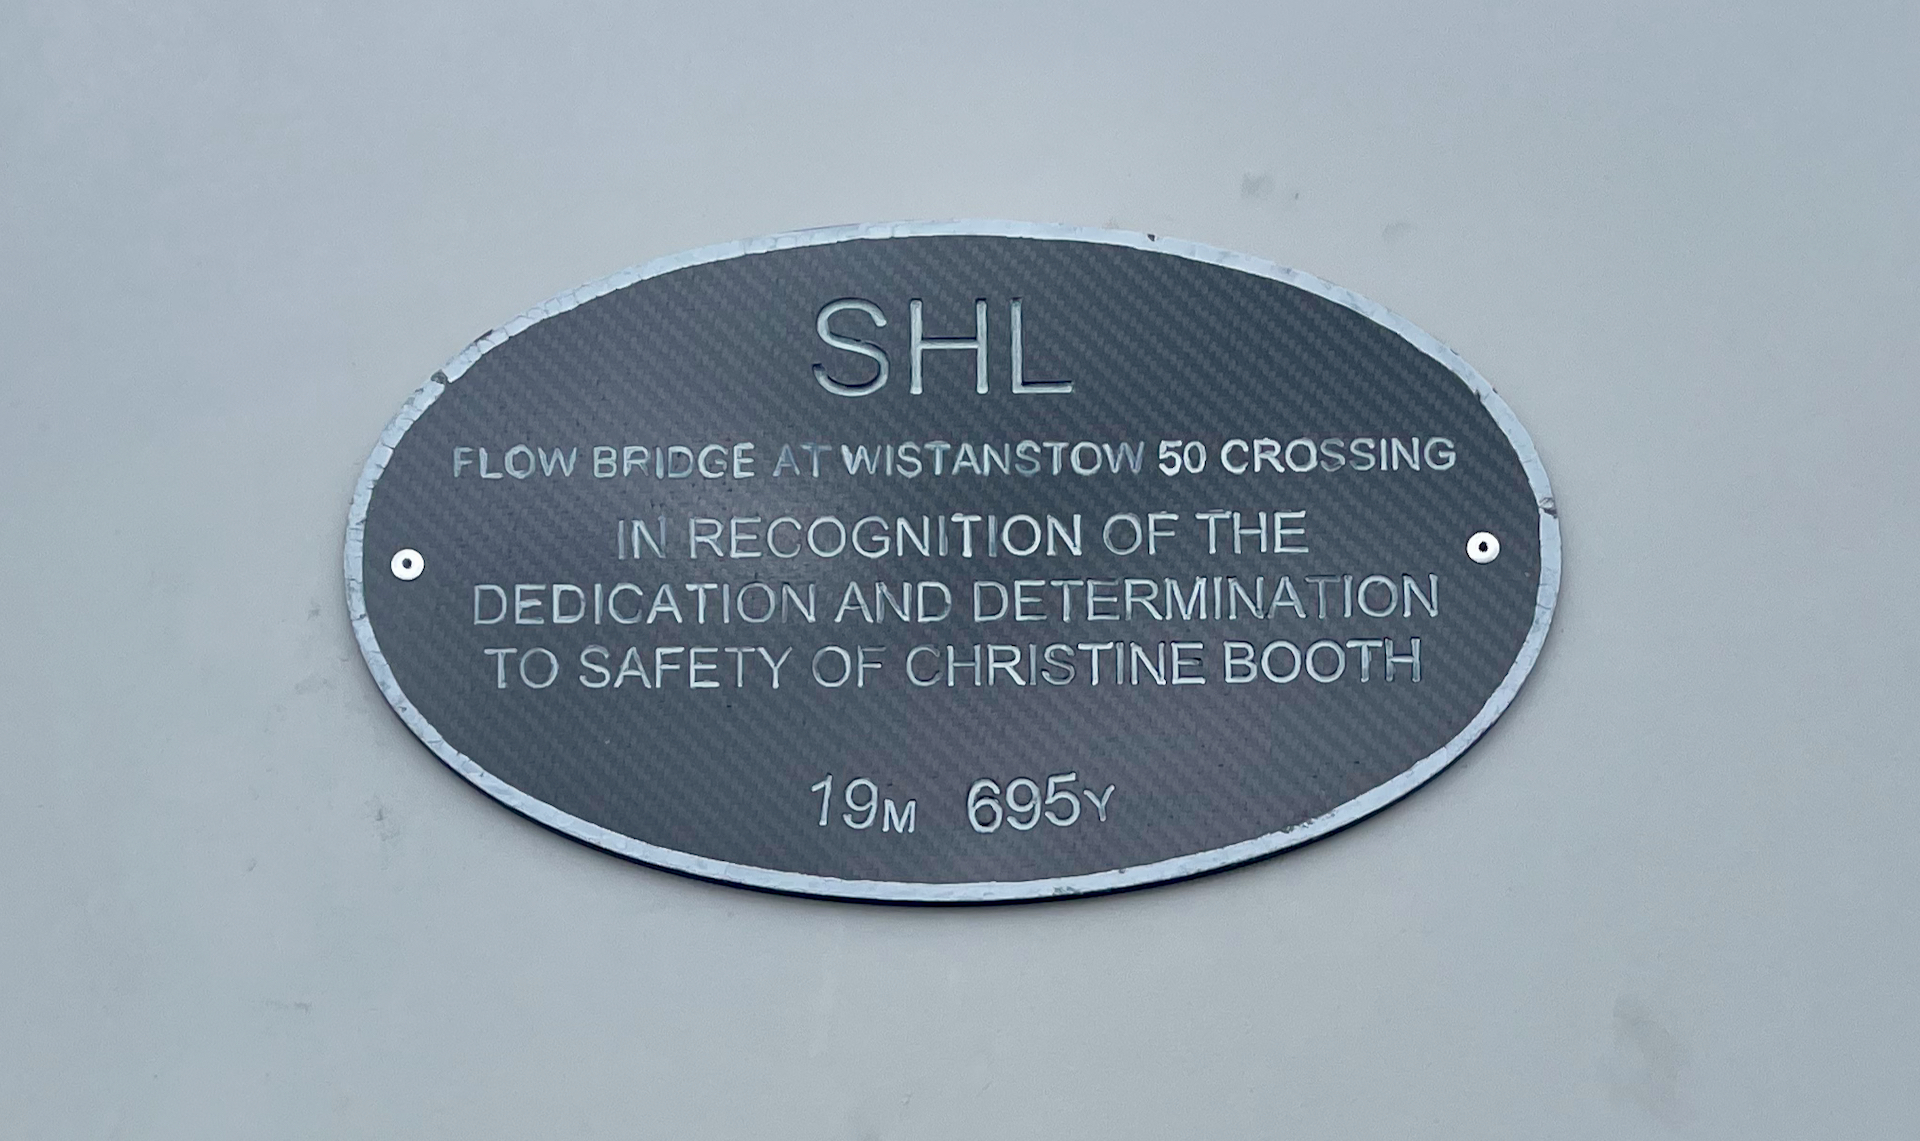 SHL
FLOW BRIDGE AT WISTANSTOW 50 CROSSING
IN RECOGNITION OF THE
DEDICATION AND DETERMINATION
TO SAFETY OF CHRISTINE BOOTH
19M 695Y